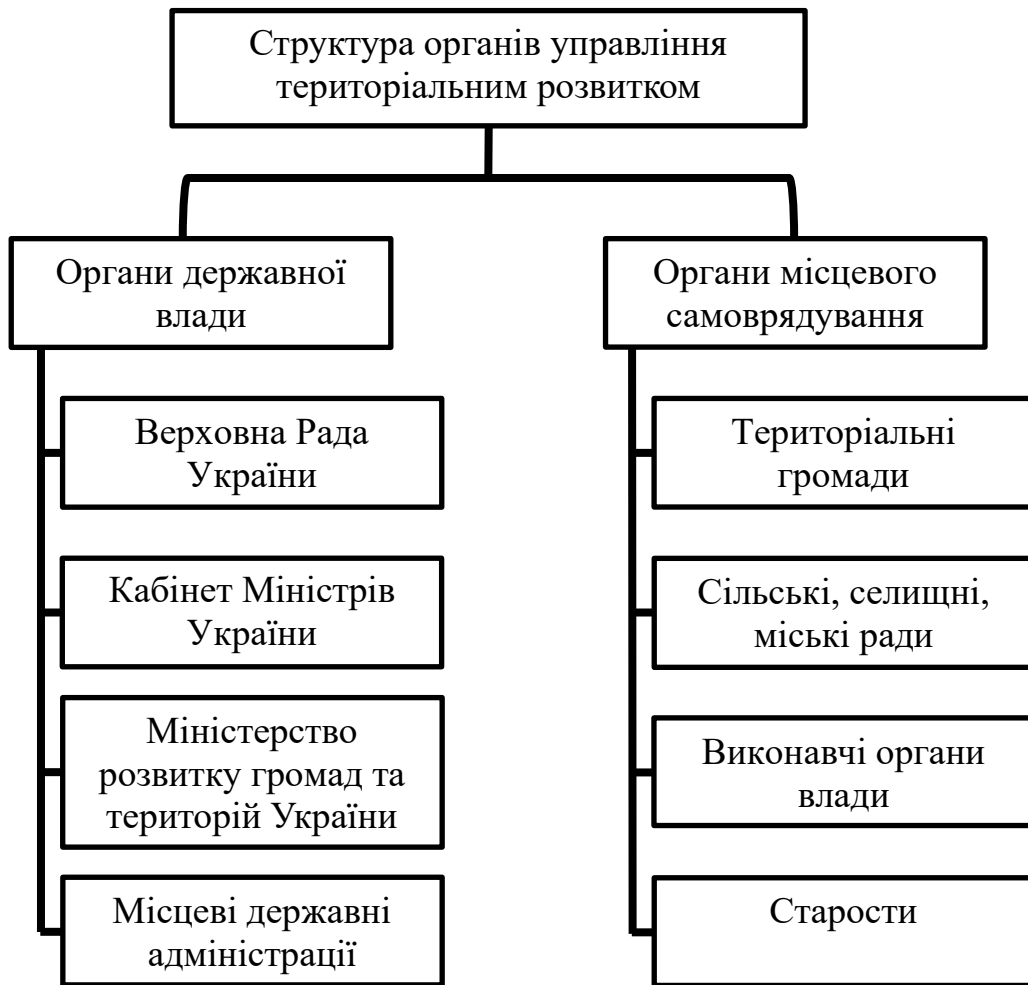 Структура органів управління
територіальним розвитком
Органи державної
влади
Органи місцевого
самоврядування
Верховна Рада
України
Територіальні
громади
Кабінет Міністрів
України
Сільські, селищні,
міські ради
Міністерство
розвитку громад та
територій України
Виконавчі органи
влади
Місцеві державні
адміністрації
Старости